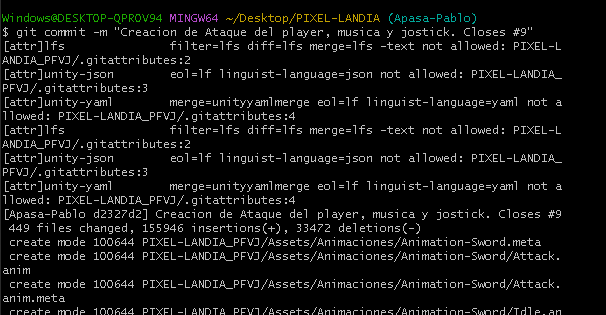 Windows@DESKTOP-QPROV94 MINGW64 ~/Desktop/PIXEL-LANDIA (Apasa-Pablo)
$ git commit -m "Creacion de Ataque del player, musica y jostick. Closes #9"
[attr]lfs filter=lfs diff=lfs merge=lfs -text not allowed: PIXEL-L
ANDIA_PFVJ/.gitattributes:2
[attr]unity-json eol=lf linguist-language=json not allowed: PIXEL-LANDIA_
PFVJ/.gitattributes:3
[attr]unity-yaml merge=unityyamlmerge eol=lf linguist-language=yaml not a
llowed: PIXEL-LANDIA_PFVJ/.gitattributes:4
[attr]lfs filter=lfs diff=lfs merge=lfs -text not allowed: PIXEL-L
ANDIA_PFVJ/.gitattributes:2
[attr]unity-json eol=lf linguist-language=json not allowed: PIXEL-LANDIA_
PFVJ/.gitattributes:3
[attr]unity-yaml merge=unityyamlmerge eol=lf linguist-language=yaml not a
llowed: PIXEL-LANDIA_PFVJ/.gitattributes:4
[Apasa-Pablo d2327d2] Creacion de Ataque del player, musica y jostick. Closes #9
449 files changed, 155946 insertions(+), 33472 deletions(-)
create mode 100644 PIXEL-LANDIA_PFVJ/Assets/Animaciones/Animation-Sword.meta
create mode 100644 PIXEL-LANDIA_PFVJ/Assets/Animaciones/Animation-Sword/Attack.
anim
create mode 100644 PIXEL-LANDIA_PFVJ/Assets/Animaciones/Animation-Sword/Attack.
anim.meta
create mode 100644 PIXEL-LANDIA_PFVJ/Assets/Animaciones/Animation-Sword/Idle.an